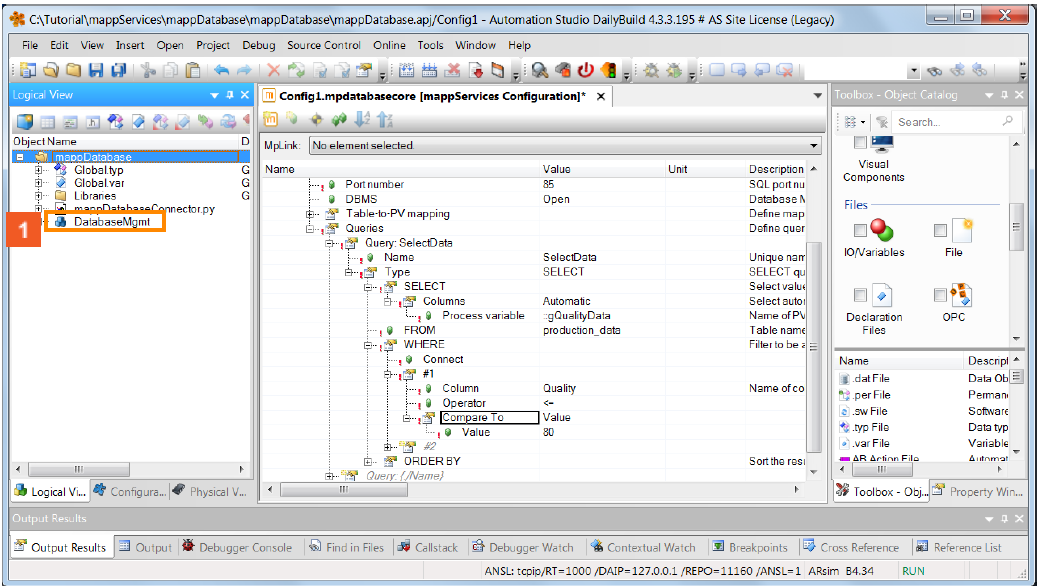 C:\Tutorial\mappServices\mappDatabase\mappDatabase\mappDatabase.apj/Config1 - Automation Studio DailyBuild 4.3.3.195 # AS Site License (Legacy)
File Edit View Insert Open Project Debug Source Control Online Tools Window Help
Logical View
Object Name D
mappDatabase
Global.typ G
Global.var G
Libraries G
mappDatabaseConnector.py
1 DatabaseMgmt
Logical Vi... Configura... Physical V...
Config1.mpdatabasecore [mappServices Configuration]*
MpLink: No element selected.
Name Value Unit Description
Port number 85 SQL port nu
DBMS Open Database M
Table-to-PV mapping Define map
Queries Define quer
Query: SelectData
Name SelectData Unique nam
Type SELECT SELECT qu
SELECT Select value
Columns Automatic Select autor
Process variable ::gQualityData Name of PV
FROM production_data Table name
WHERE Filter to be a
Connect
#1
Column Quality Name of co
Operator <=
Compare To Value
Value 80
#2
ORDER BY Sort the resu
Query: {./Name}
Toolbox - Object Catalog
Search...
Visual Components
Files
IO/Variables File
Declaration Files OPC
Name Descript
.dat File Data Ob
.per File Perman
.sw File Software
.typ File Data typ
.var File Variable
AB Action File Automat
Toolbox - Obj... Property Win...
Output Results
Output Results Output Debugger Console Find in Files Callstack Debugger Watch Contextual Watch Breakpoints Cross Reference Reference List
ANSL: tcpip/RT=1000 /DAIP=127.0.0.1 /REPO=11160 /ANSL=1 ARsim B4.34 RUN